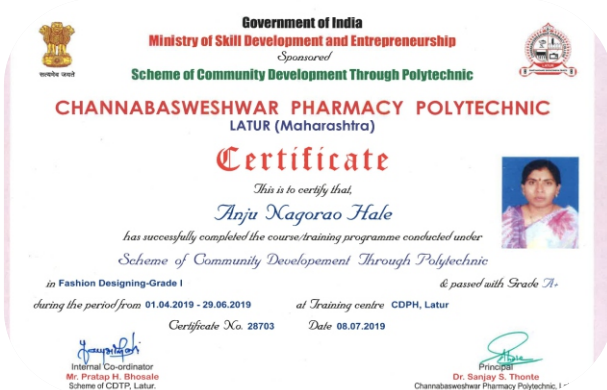 Government of India
Ministry of Skill Development and Entrepreneurship
Sponsored
Scheme of Community Development Through Polytechnic
सत्यमेव जयते
CHANNABASWESHWAR PHARMACY POLYTECHNIC
LATUR (Maharashtra)
Certificate
This is to certify that,
Anju Nagorao Hale
has successfully completed the course/training programme conducted under
Scheme of Community Developement Through Polytechnic
in Fashion Designing-Grade I & passed with Grade A+
during the period from 01.04.2019 - 29.06.2019 at Training centre CDPH, Latur
Certificate No. 28703 Date 08.07.2019
Internal Co-ordinator
Mr. Pratap H. Bhosale
Scheme of CDTP, Latur.
Principal
Dr. Sanjay S. Thonte
Channabasweshwar Pharmacy Polytechnic,